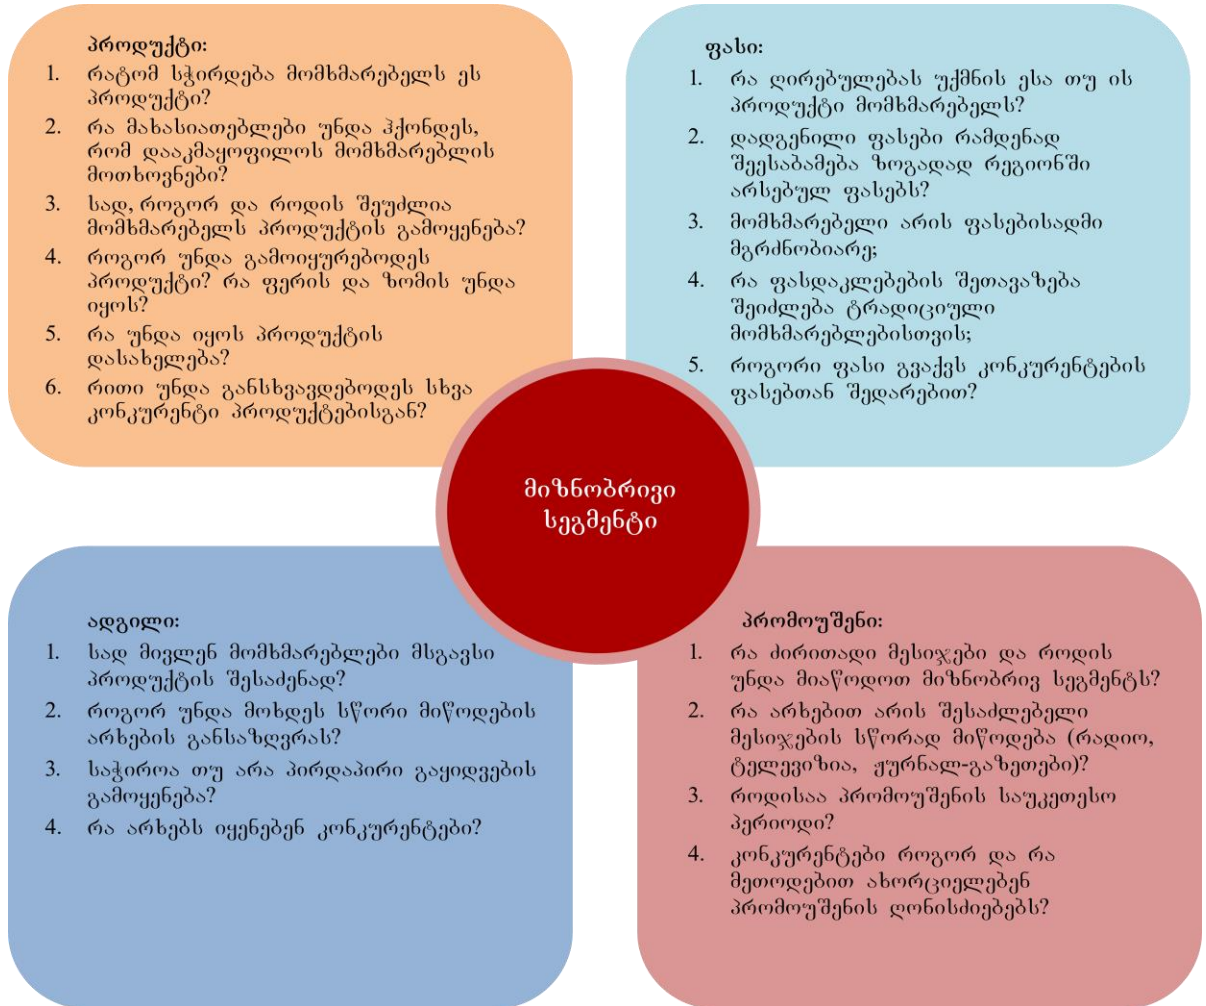 პროდუქტი:
1. რატომ სჭირდება მომხმარებელს ეს
პროდუქტი?
2. რა მახასიათებლები უნდა ჰქონდეს,
რომ დააკმაყოფილოს მომხმარებლის
მოთხოვნები?
3. სად, როგორ და როდის შეუძლია
მომხმარებელს პროდუქტის გამოყენება?
4. როგორ უნდა გამოიყურებოდეს
პროდუქტი? რა ფერის და ზომის უნდა
იყოს?
5. რა უნდა იყოს პროდუქტის
დასახელება?
6. რითი უნდა განსხვავდებოდეს სხვა
კონკურენტი პროდუქტებისგან?
ფასი:
1. რა ღირებულებას უქმნის ესა თუ ის
პროდუქტი მომხმარებელს?
2. დადგენილი ფასები რამდენად
შეესაბამება ზოგადად რეგიონში
არსებულ ფასებს?
3. მომხმარებელი არის ფასებისადმი
მგრძნობიარე;
4. რა ფასდაკლებების შეთავაზება
შეიძლება ტრადიციული
მომხმარებლებისთვის;
5. როგორი ფასი გვაქვს კონკურენტების
ფასებთან შედარებით?
მიზნობრივი
სეგმენტი
ადგილი:
1. სად მივლენ მომხმარებლები მსგავსი
პროდუქტის შესაძენად?
2. როგორ უნდა მოხდეს სწორი მიწოდების
არხების განსაზღვრას?
3. საჭიროა თუ არა პირდაპირი გაყიდვების
გამოყენება?
4. რა არხებს იყენებენ კონკურენტები?
პრომოუშენი:
1. რა ძირითადი მესიჯები და როდის
უნდა მიაწოდოთ მიზნობრივ სეგმენტს?
2. რა არხებით არის შესაძლებელი
მესიჯების სწორად მიწოდება (რადიო,
ტელევიზია, ჟურნალ-გაზეთები)?
3. როდისაა პრომოუშენის საუკეთესო
პერიოდი?
4. კონკურენტები როგორ და რა
მეთოდებით ახორციელებენ
პრომოუშენის ღონისძიებებს?